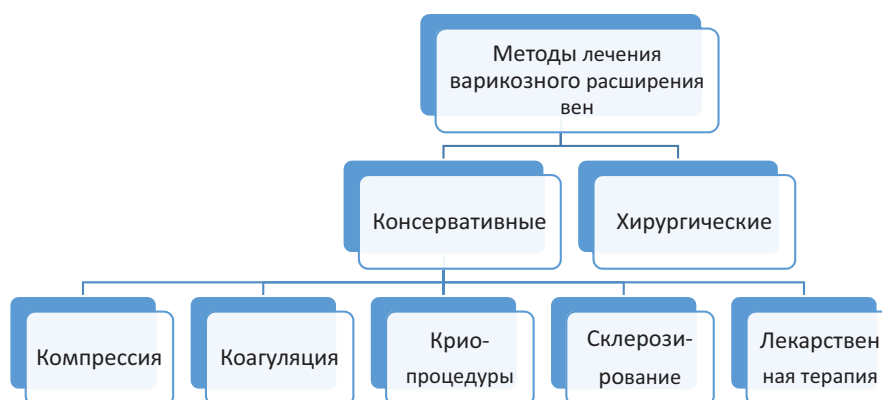 Методы лечения
варикозного расширения
вен
Консервативные
Хирургические
Компрессия
Коагуляция
Крио-
процедуры
Склерози-
рование
Лекарствен
ная терапия